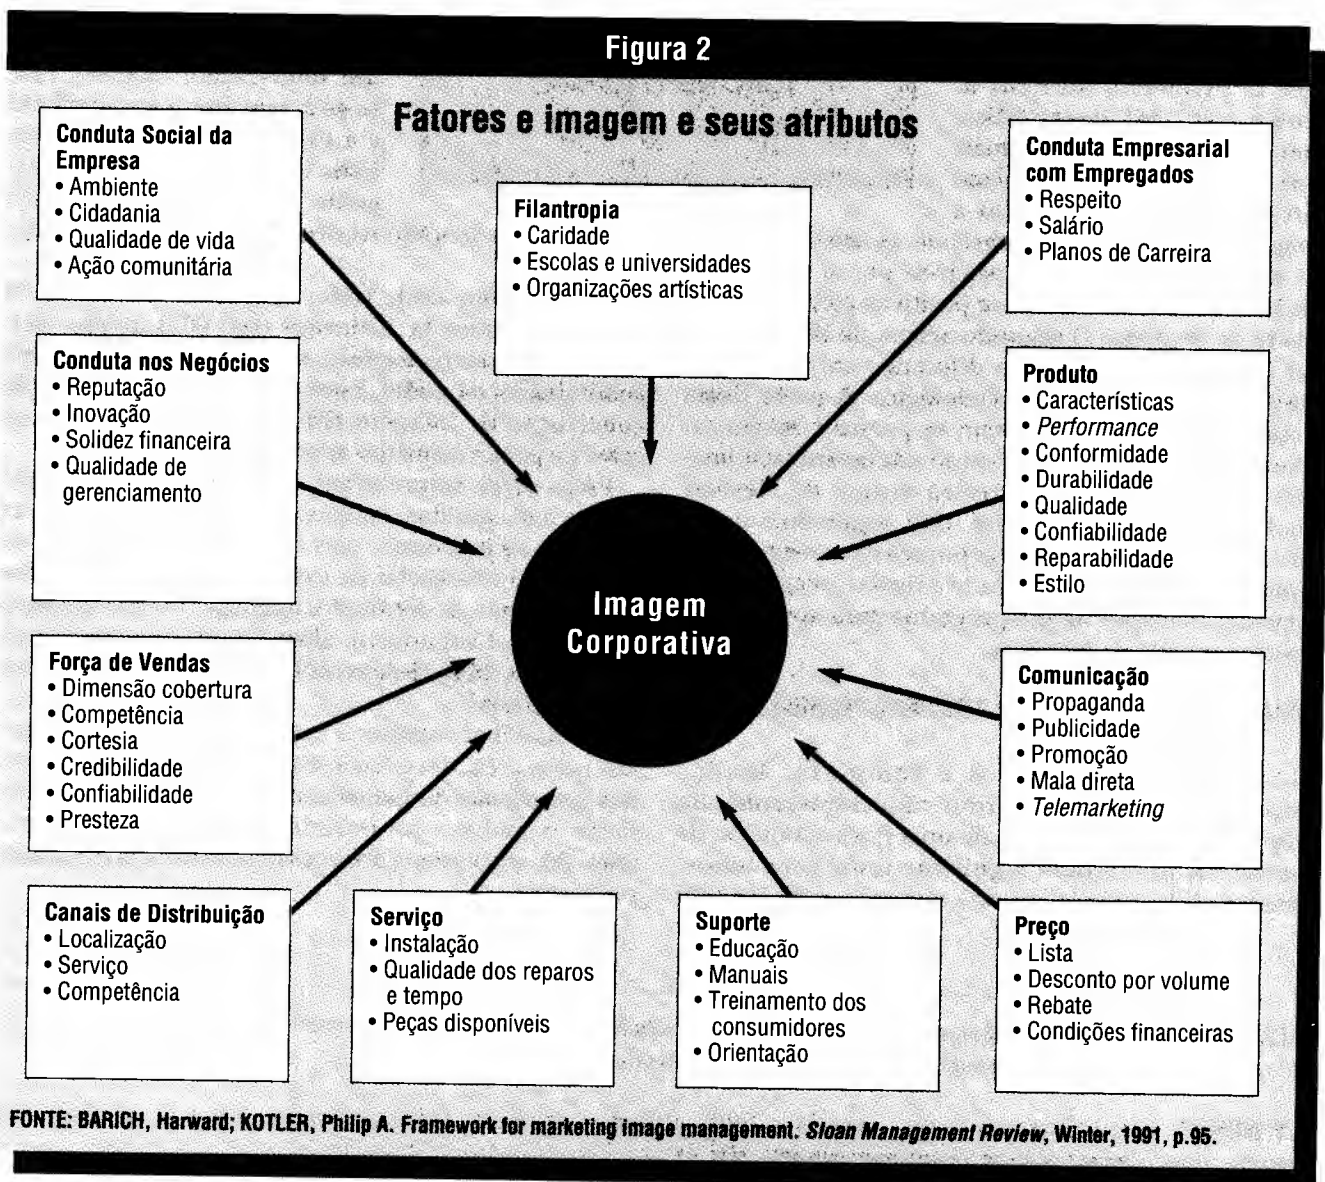 Figura 2
Fatores e imagem e seus atributos
Conduta Social da
Empresa
• Ambiente
• Cidadania
• Qualidade de vida
• Ação comunitária
Filantropia
• Caridade
• Escolas e universidades
• Organizações artísticas
Conduta Empresarial
com Empregados
• Respeito
• Salário
• Planos de Carreira
Conduta nos Negócios
• Reputação
• Inovação
• Solidez financeira
• Qualidade de
gerenciamento
Produto
• Características
• Performance
• Conformidade
• Durabilidade
• Qualidade
• Confiabilidade
• Reparabilidade
• Estilo
Imagem
Corporativa
Força de Vendas
• Dimensão cobertura
• Competência
• Cortesia
• Credibilidade
• Confiabilidade
• Presteza
Comunicação
• Propaganda
• Publicidade
• Promoção
• Mala direta
• Telemarketing
Canais de Distribuição
• Localização
• Serviço
• Competência
Serviço
• Instalação
• Qualidade dos reparos
e tempo
• Peças disponíveis
Suporte
• Educação
• Manuais
• Treinamento dos
consumidores
• Orientação
Preço
• Lista
• Desconto por volume
• Rebate
• Condições financeiras
FONTE: BARICH, Harward; KOTLER, Philip A. Framework for marketing image management. Sloan Management Review, Winter, 1991, p.95.